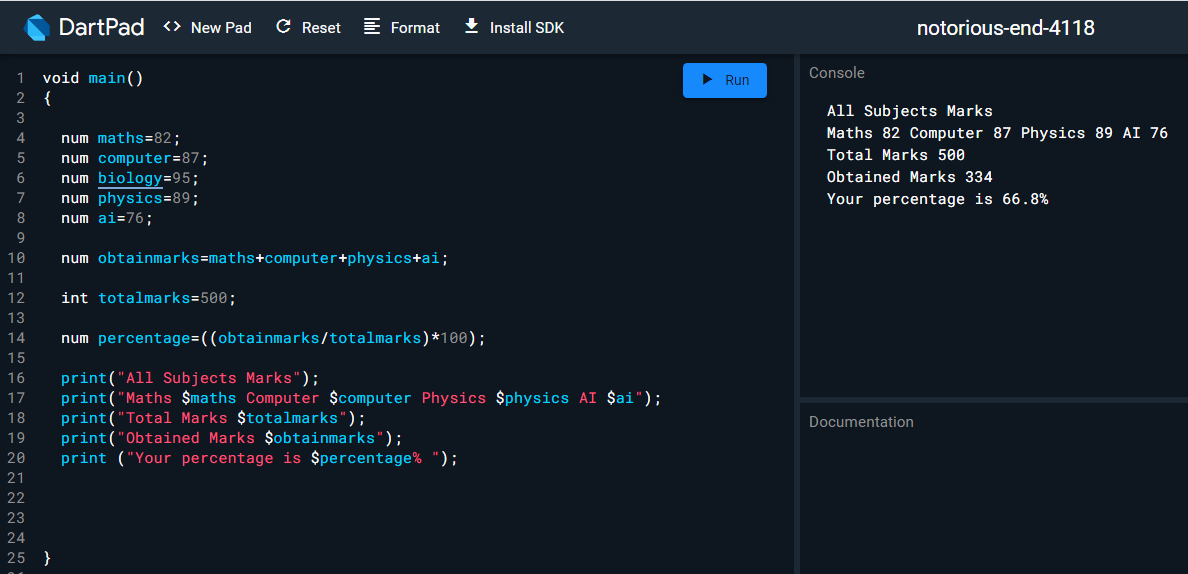 DartPad <> New Pad Reset Format Install SDK notorious-end-4118
Run
1 void main()
2 {
3
4 num maths=82;
5 num computer=87;
6 num biology=95;
7 num physics=89;
8 num ai=76;
9
10 num obtainmarks=maths+computer+physics+ai;
11
12 int totalmarks=500;
13
14 num percentage=((obtainmarks/totalmarks)*100);
15
16 print("All Subjects Marks");
17 print("Maths $maths Computer $computer Physics $physics AI $ai");
18 print("Total Marks $totalmarks");
19 print("Obtained Marks $obtainmarks");
20 print ("Your percentage is $percentage% ");
21
22
23
24
25 }
Console
All Subjects Marks
Maths 82 Computer 87 Physics 89 AI 76
Total Marks 500
Obtained Marks 334
Your percentage is 66.8%
Documentation